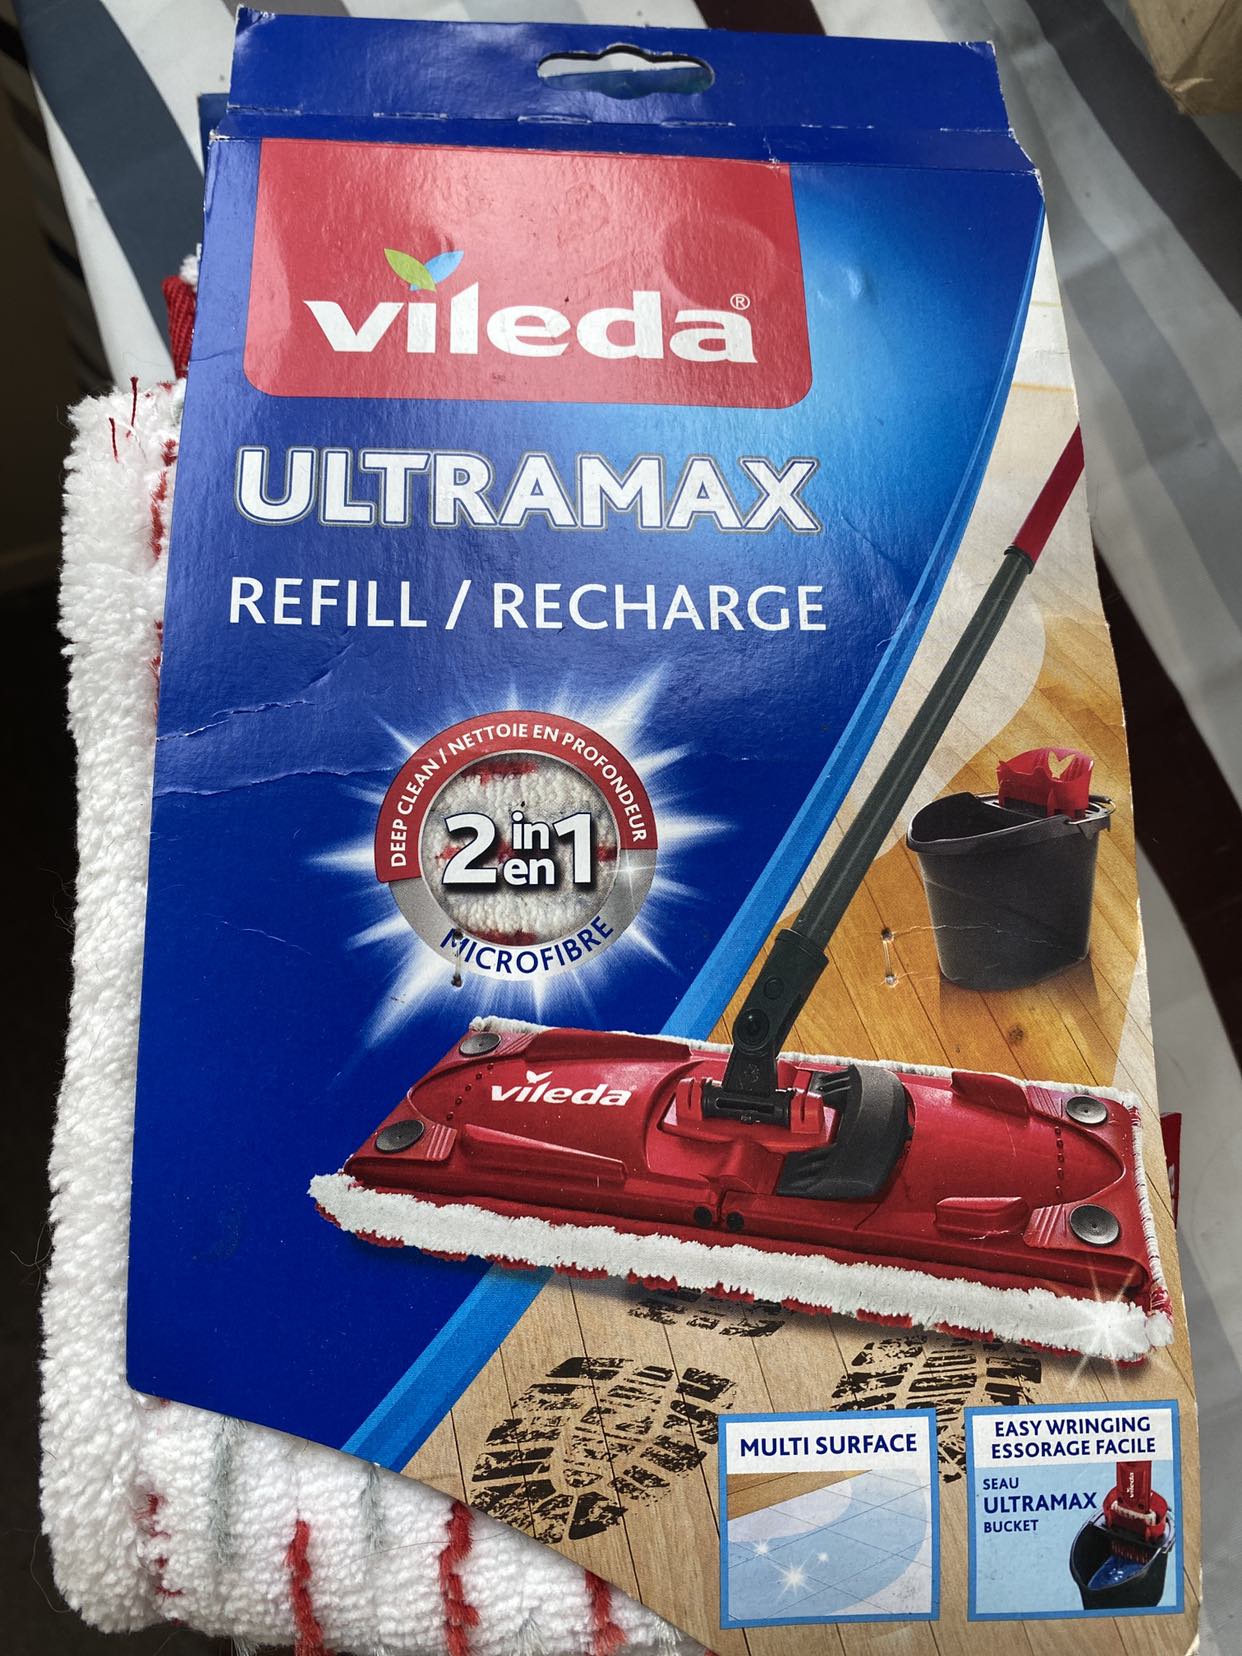 vileda®
ULTRAMAX
REFILL / RECHARGE
DEEP CLEAN / NETTOIE EN PROFONDEUR
2 in en 1
MICROFIBRE
vileda
MULTI SURFACE
EASY WRINGING
ESSORAGE FACILE
SEAU
ULTRAMAX
BUCKET
vileda